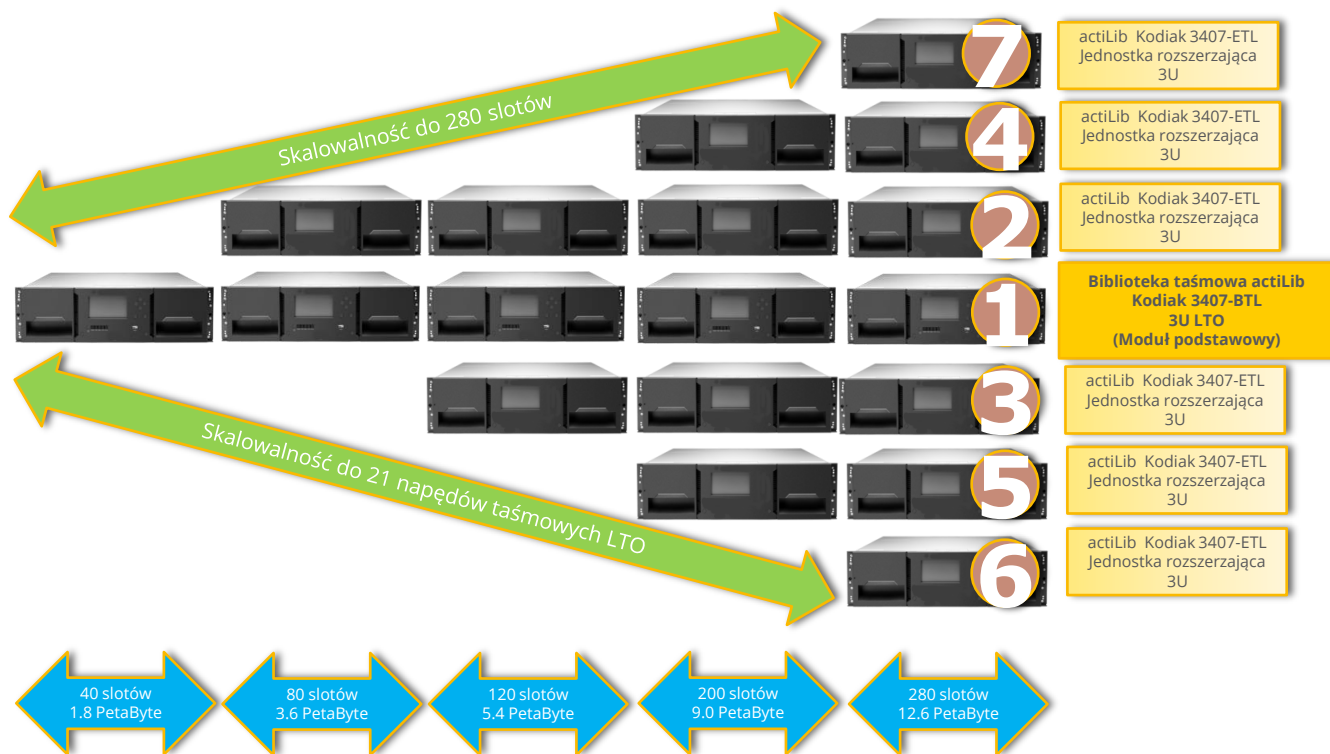 7
actiLib Kodiak 3407-ETL
Jednostka rozszerzająca
3U
Skalowalność do 280 slotów
4
actiLib Kodiak 3407-ETL
Jednostka rozszerzająca
3U
2
actiLib Kodiak 3407-ETL
Jednostka rozszerzająca
3U
1
Biblioteka taśmowa actiLib
Kodiak 3407-BTL
3U LTO
(Moduł podstawowy)
3
actiLib Kodiak 3407-ETL
Jednostka rozszerzająca
3U
Skalowalność do 21 napędów taśmowych LTO
5
actiLib Kodiak 3407-ETL
Jednostka rozszerzająca
3U
6
actiLib Kodiak 3407-ETL
Jednostka rozszerzająca
3U
40 slotów
1.8 PetaByte
80 slotów
3.6 PetaByte
120 slotów
5.4 PetaByte
200 slotów
9.0 PetaByte
280 slotów
12.6 PetaByte